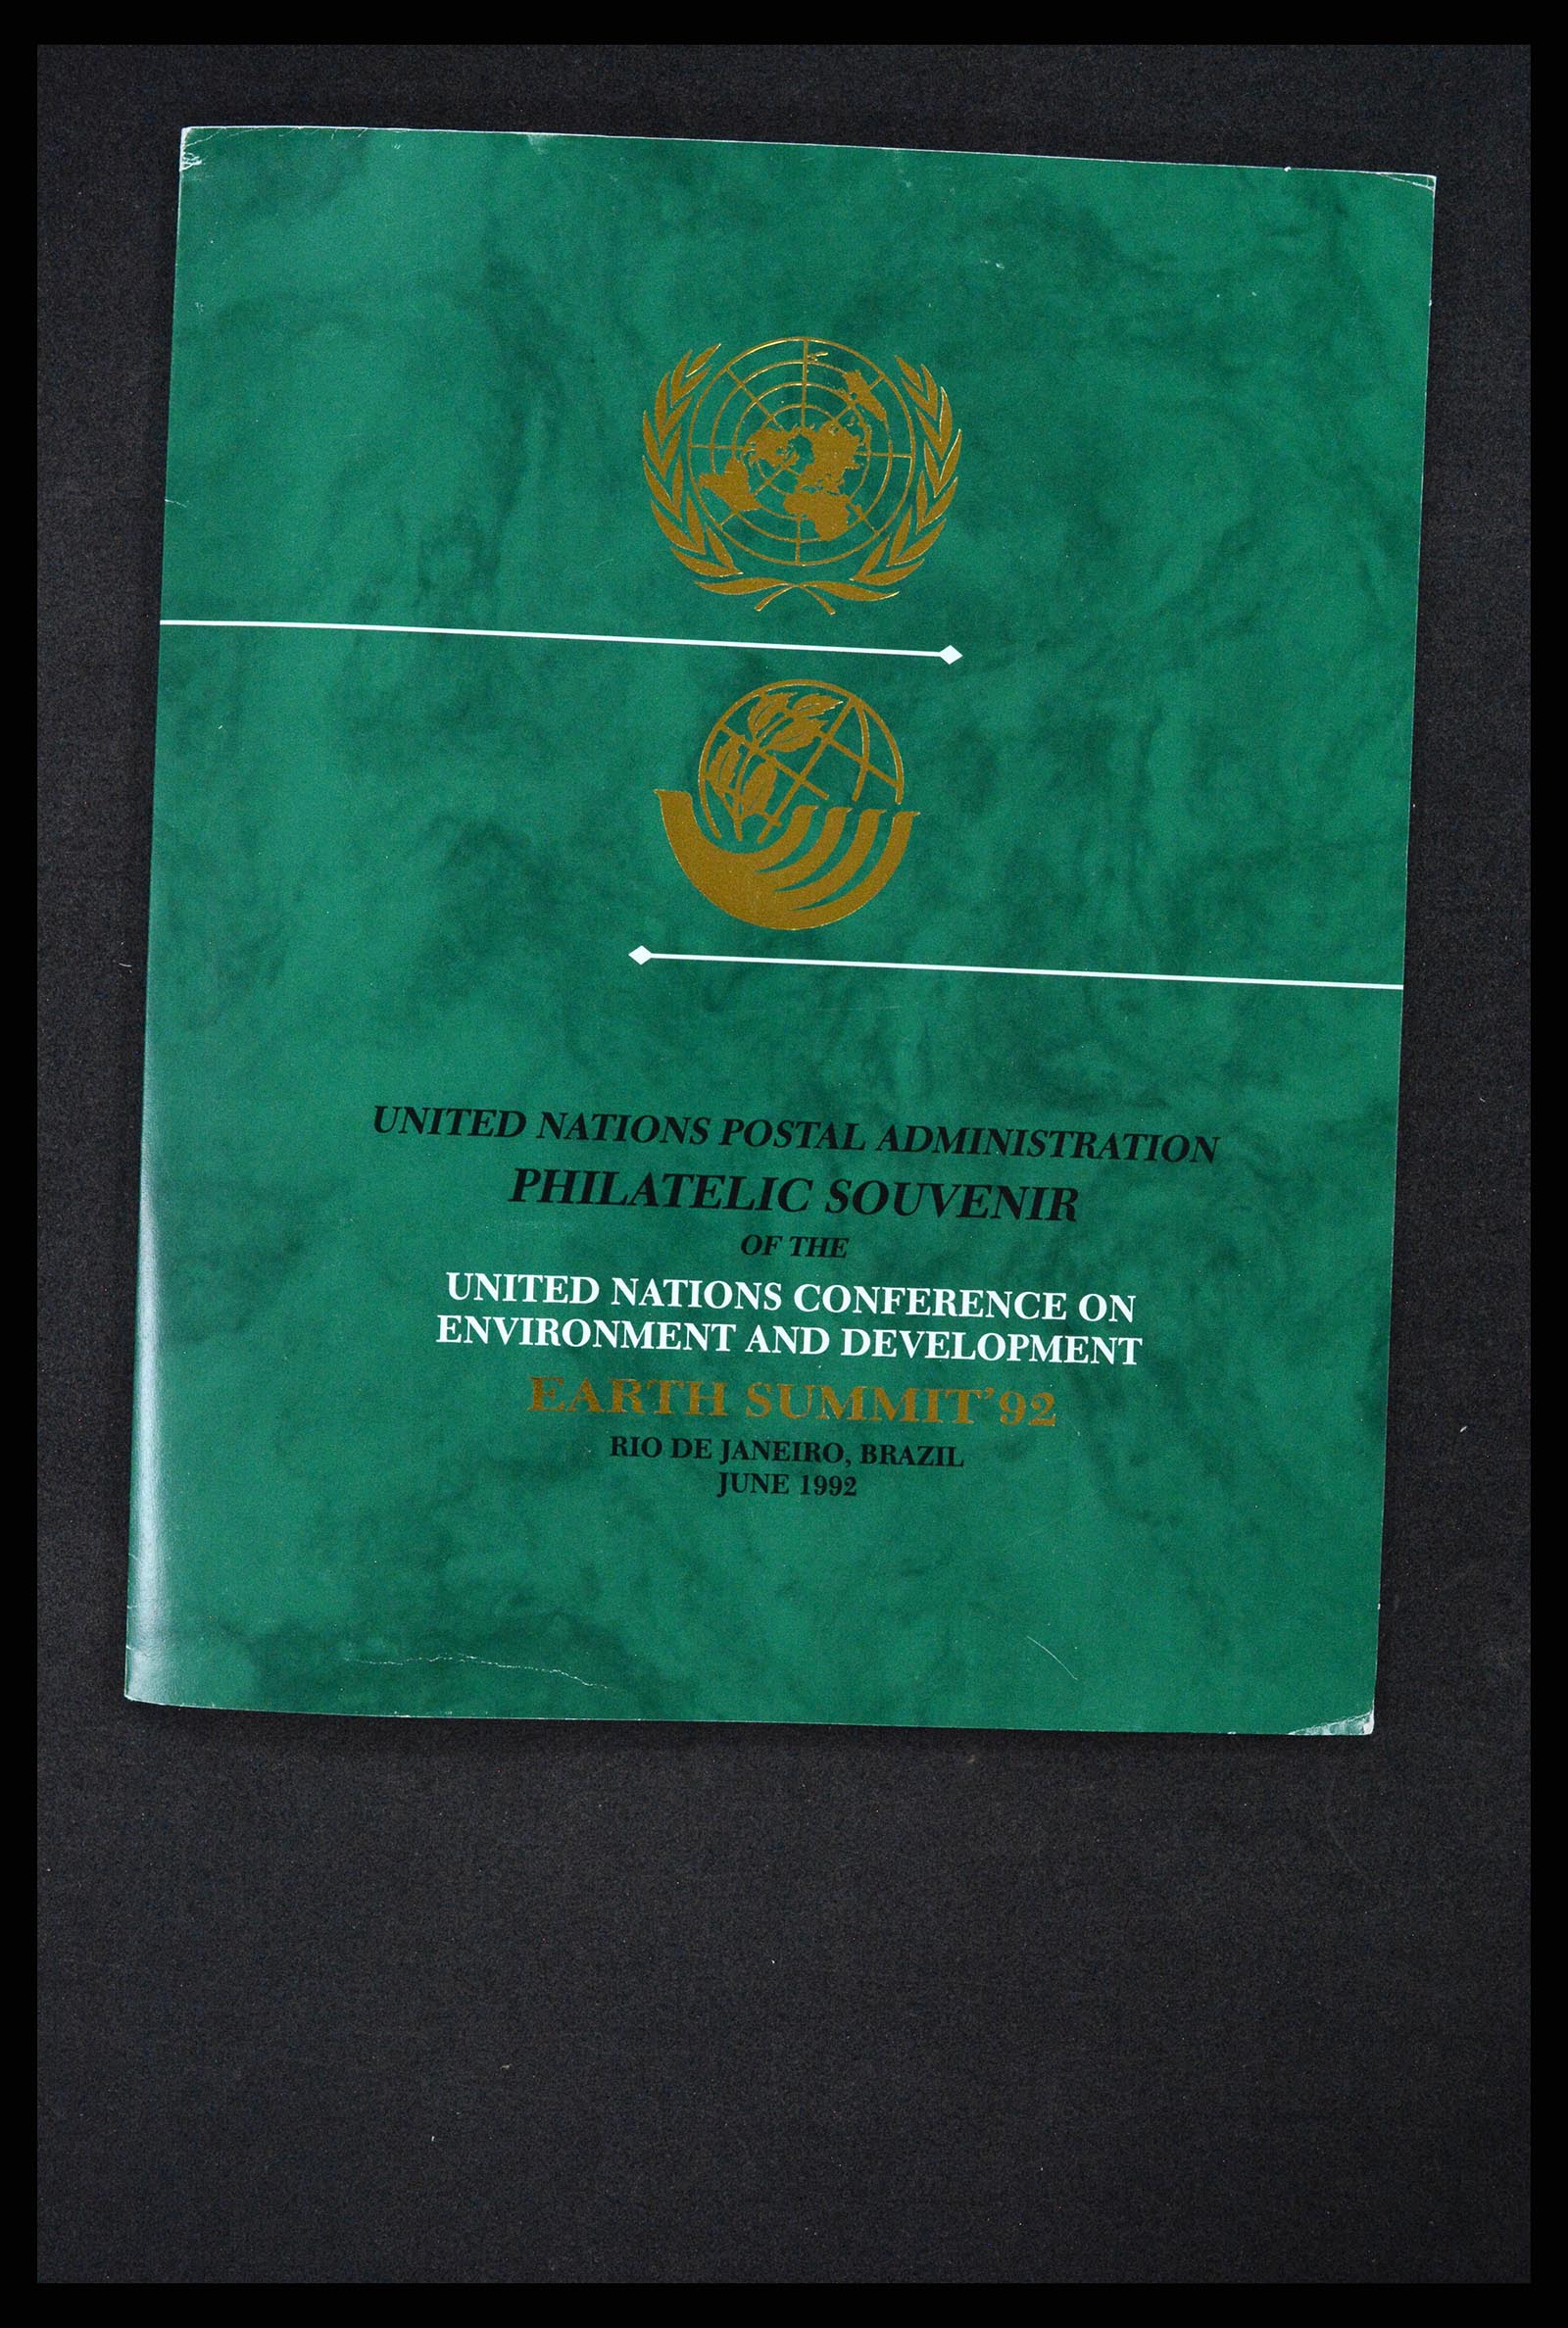 UNITED NATIONS POSTAL ADMINISTRATION
PHILATELIC SOUVENIR
OF THE
UNITED NATIONS CONFERENCE ON
ENVIRONMENT AND DEVELOPMENT
EARTH SUMMIT'92
RIO DE JANEIRO, BRAZIL
JUNE 1992